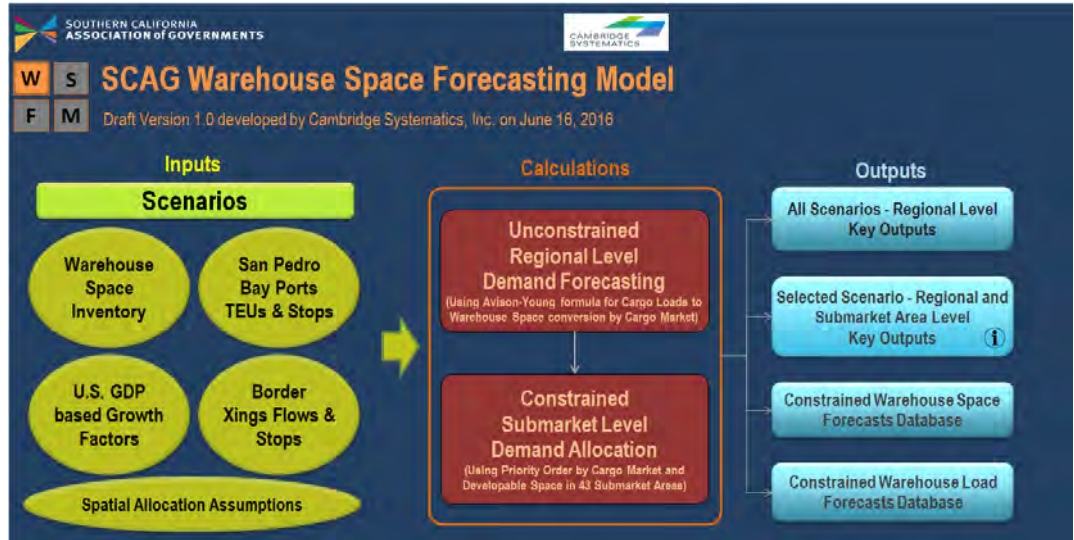 SOUTHERN CALIFORNIA
ASSOCIATION of GOVERNMENTS
CAMBRIDGE
SYSTEMATICS
W S
F M
SCAG Warehouse Space Forecasting Model
Draft Version 1.0 developed by Cambridge Systematics, Inc. on June 16, 2016
Inputs
Scenarios
Warehouse
Space
Inventory
San Pedro
Bay Ports
TEUs & Stops
U.S. GDP
based Growth
Factors
Border
Xings Flows &
Stops
Spatial Allocation Assumptions
Calculations
Unconstrained
Regional Level
Demand Forecasting
(Using Avison-Young formula for Cargo Loads to
Warehouse Space conversion by Cargo Market)
Constrained
Submarket Level
Demand Allocation
(Using Priority Order by Cargo Market and
Developable Space in 43 Submarket Areas)
Outputs
All Scenarios - Regional Level
Key Outputs
Selected Scenario - Regional and
Submarket Area Level
Key Outputs
i
Constrained Warehouse Space
Forecasts Database
Constrained Warehouse Load
Forecasts Database